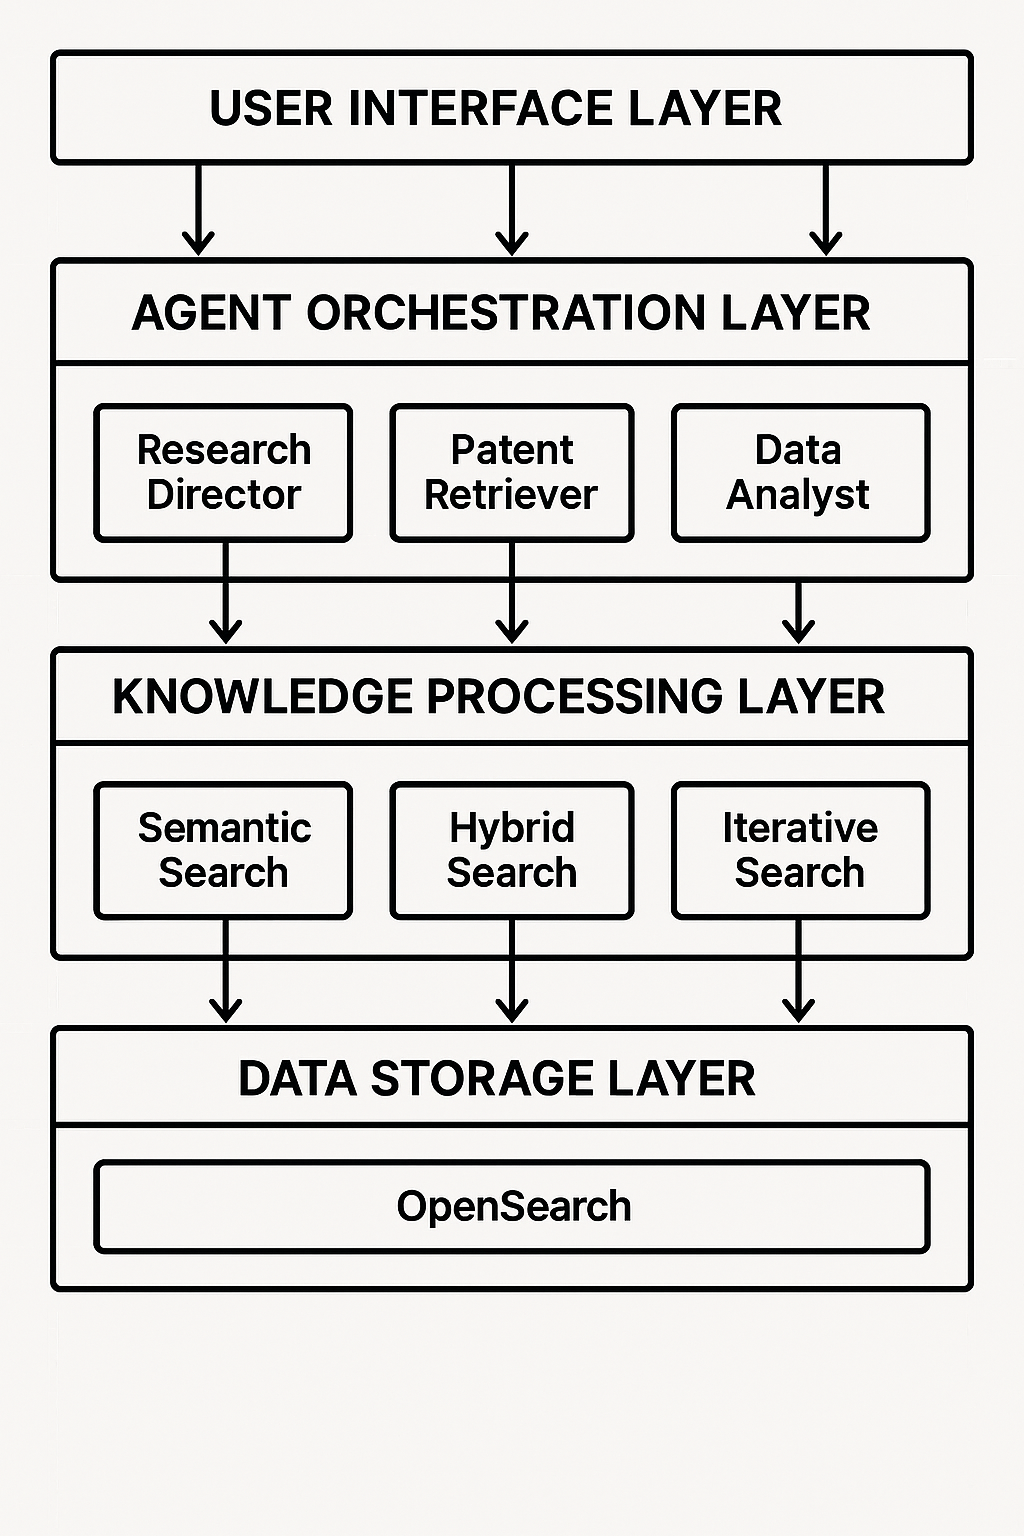 USER INTERFACE LAYER
AGENT ORCHESTRATION LAYER
Research
Director
Patent
Retriever
Data
Analyst
KNOWLEDGE PROCESSING LAYER
Semantic
Search
Hybrid
Search
Iterative
Search
DATA STORAGE LAYER
OpenSearch